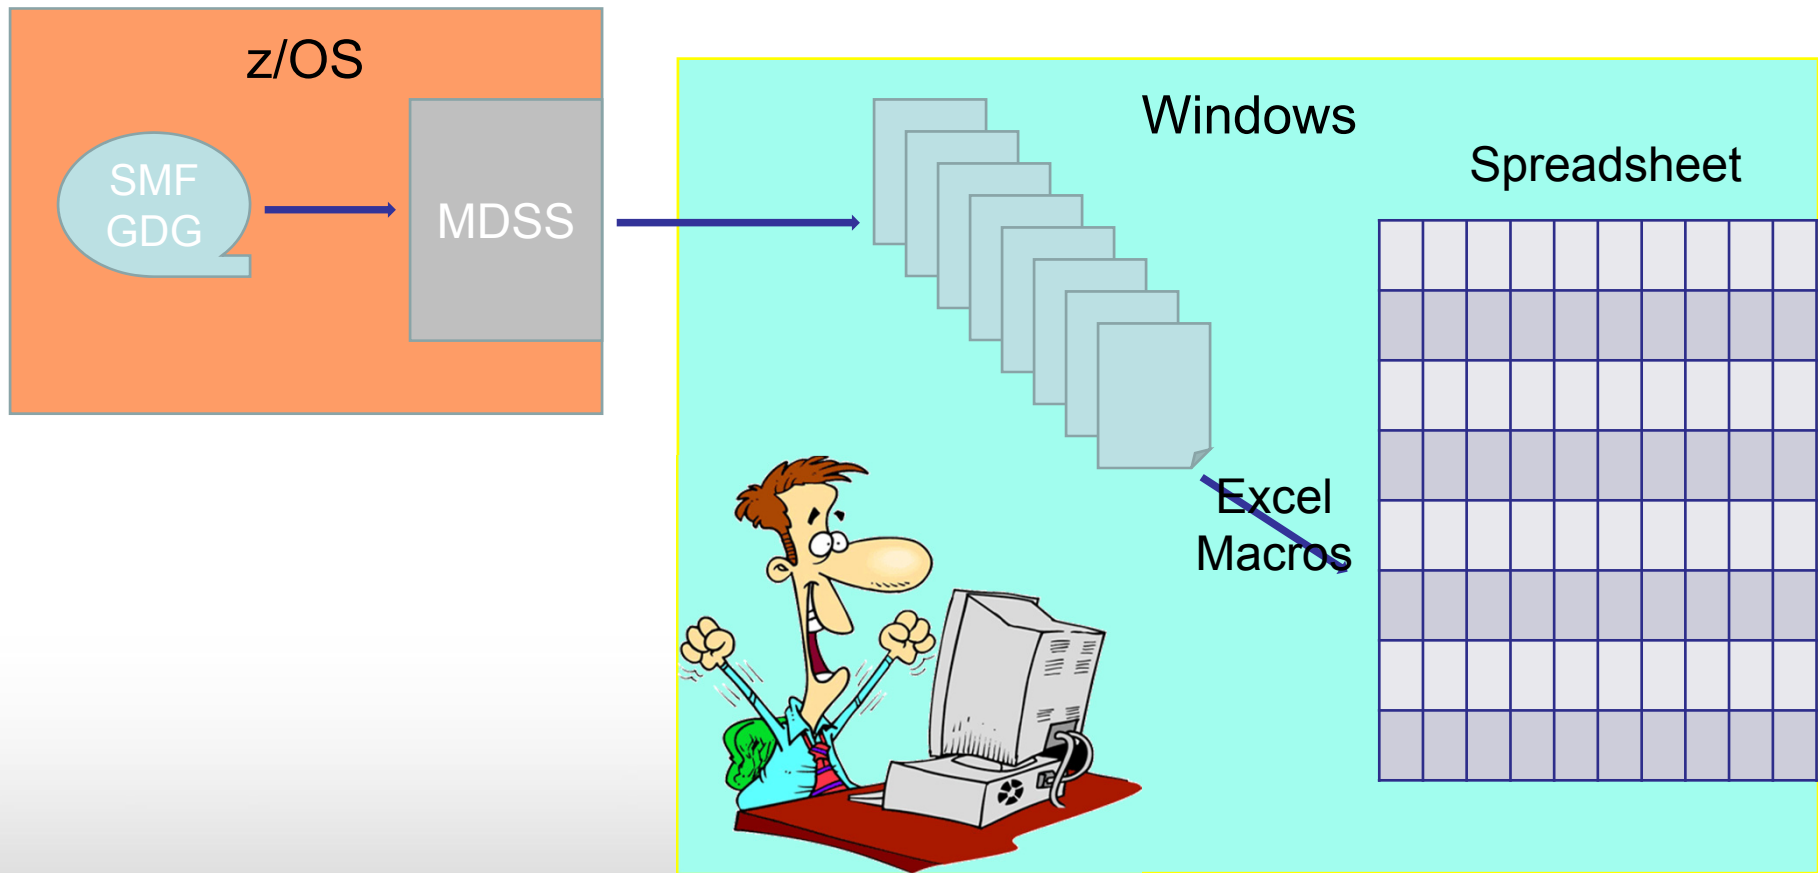 z/OS
SMF
GDG
MDSS
Windows
Spreadsheet
Excel
Macros